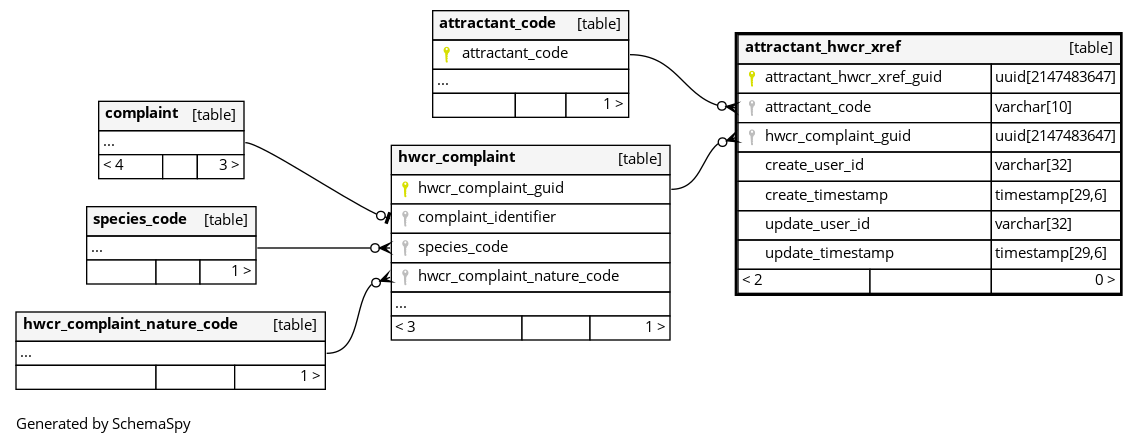 attractant_code [table]
attractant_code
...
1 >
attractant_hwcr_xref [table]
attractant_hwcr_xref_guid uuid[2147483647]
attractant_code varchar[10]
hwcr_complaint_guid uuid[2147483647]
create_user_id varchar[32]
create_timestamp timestamp[29,6]
update_user_id varchar[32]
update_timestamp timestamp[29,6]
< 2 0 >
complaint [table]
...
< 4 3 >
hwcr_complaint [table]
hwcr_complaint_guid
complaint_identifier
species_code
hwcr_complaint_nature_code
...
< 3 1 >
species_code [table]
...
1 >
hwcr_complaint_nature_code [table]
...
1 >
Generated by SchemaSpy